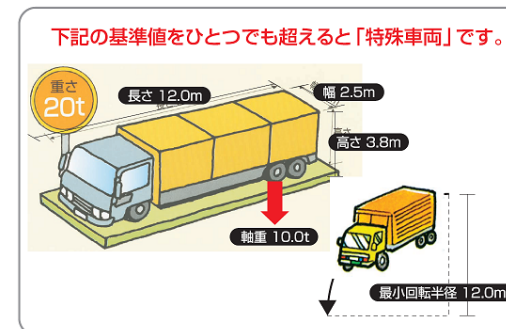 下記の基準値をひとつでも超えると「特殊車両」です。
重さ
20t
長さ 12.0m
幅 2.5m
高さ 3.8m
軸重 10.0t
最小回転半径 12.0m